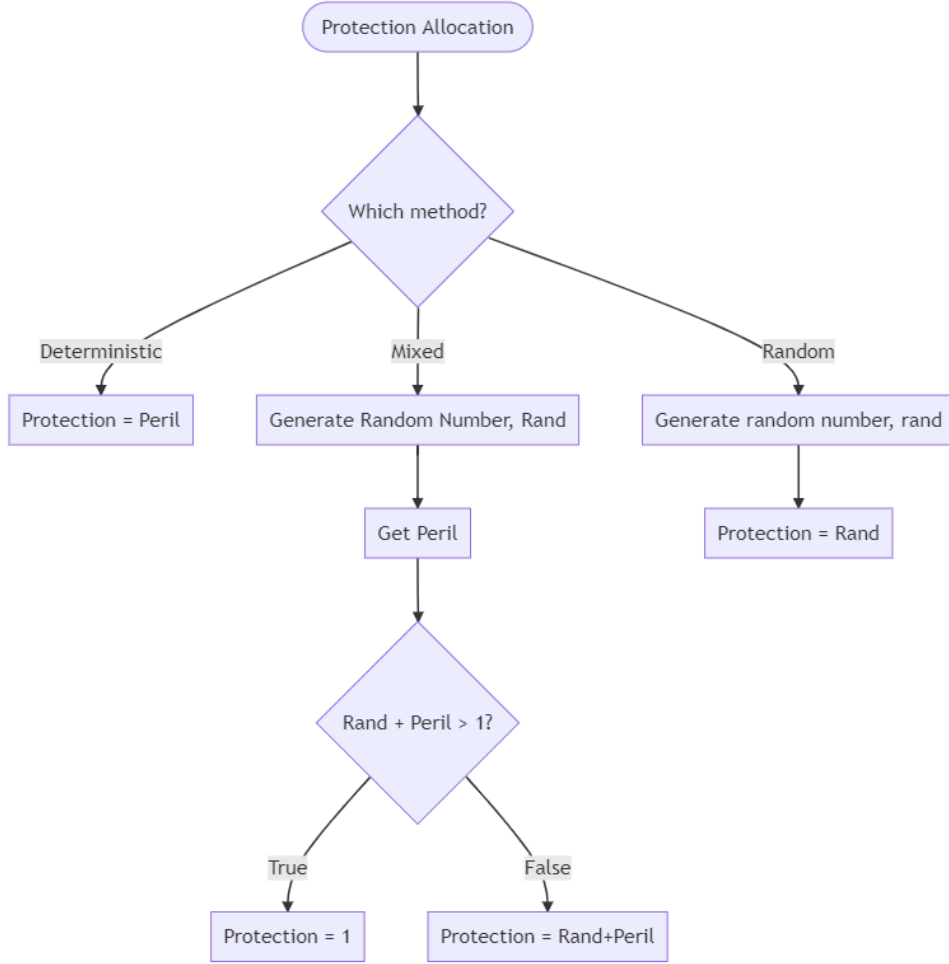 Protection Allocation
Which method?
Deterministic
Mixed
Random
Protection = Peril
Generate Random Number, Rand
Generate random number, rand
Get Peril
Protection = Rand
Rand + Peril > 1?
True
False
Protection = 1
Protection = Rand+Peril